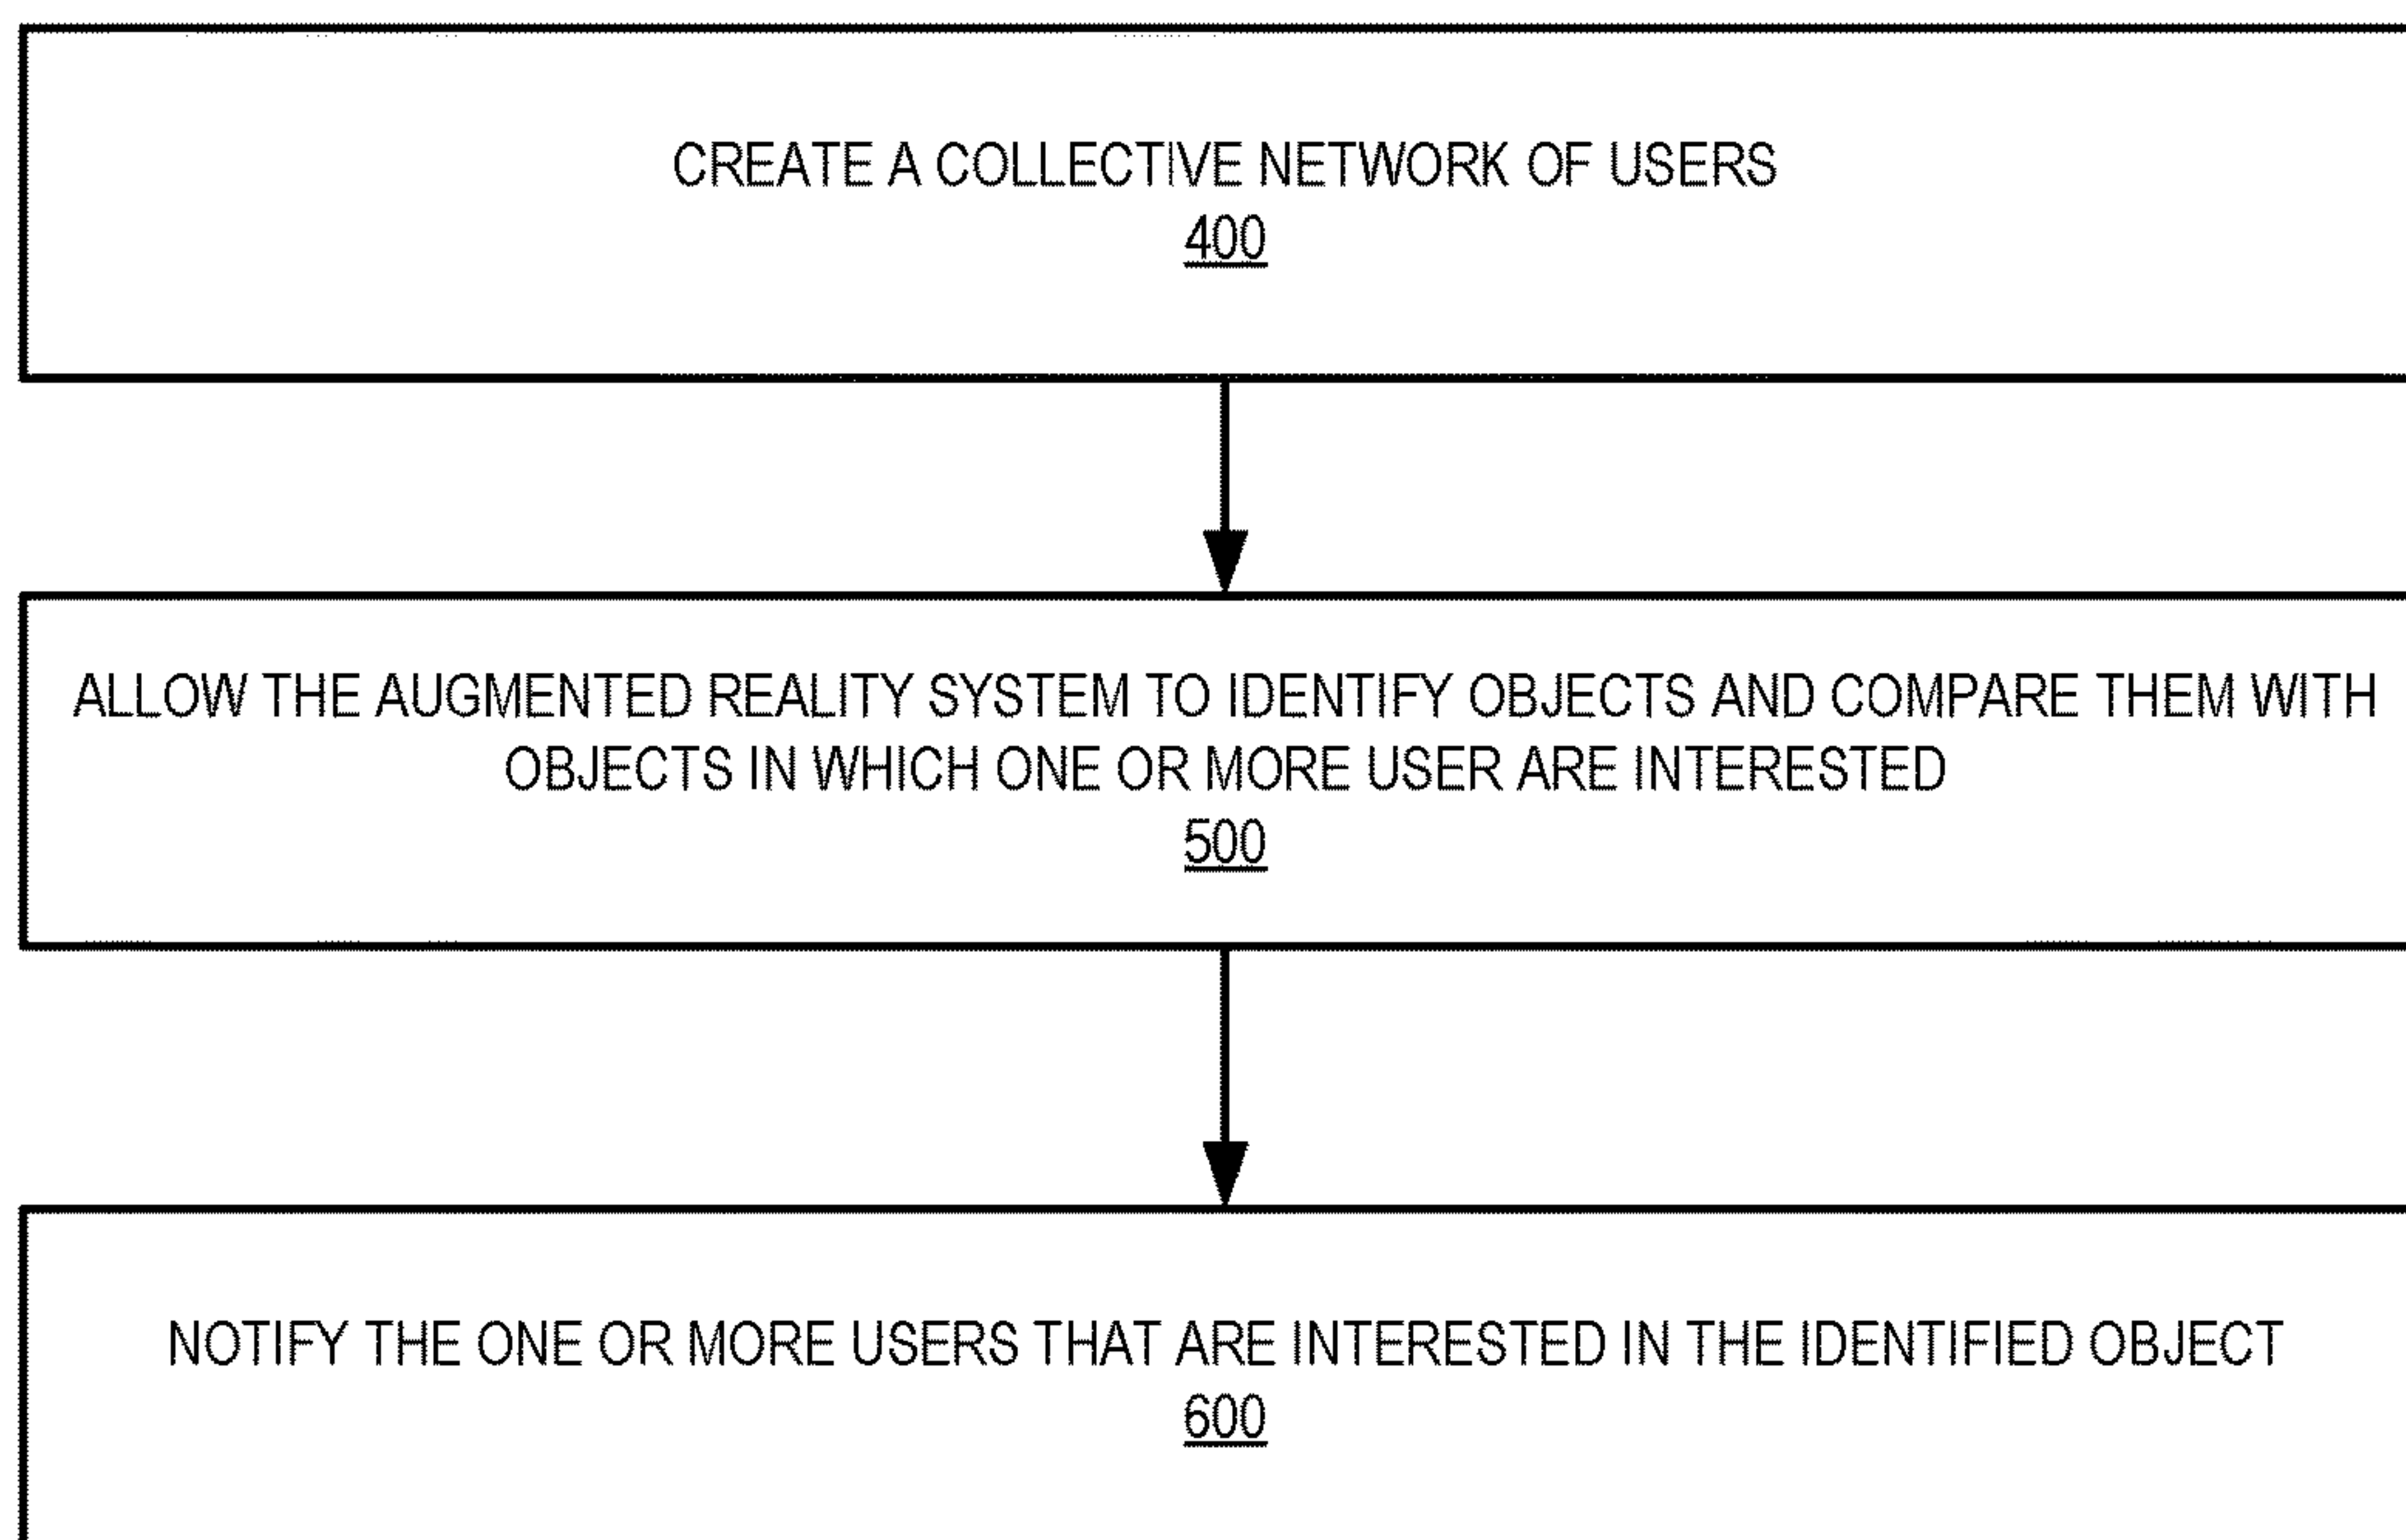 CREATE A COLLECTIVE NETWORK OF USERS
400
ALLOW THE AUGMENTED REALITY SYSTEM TO IDENTIFY OBJECTS AND COMPARE THEM WITH
OBJECTS IN WHICH ONE OR MORE USER ARE INTERESTED
500
NOTIFY THE ONE OR MORE USERS THAT ARE INTERESTED IN THE IDENTIFIED OBJECT
600